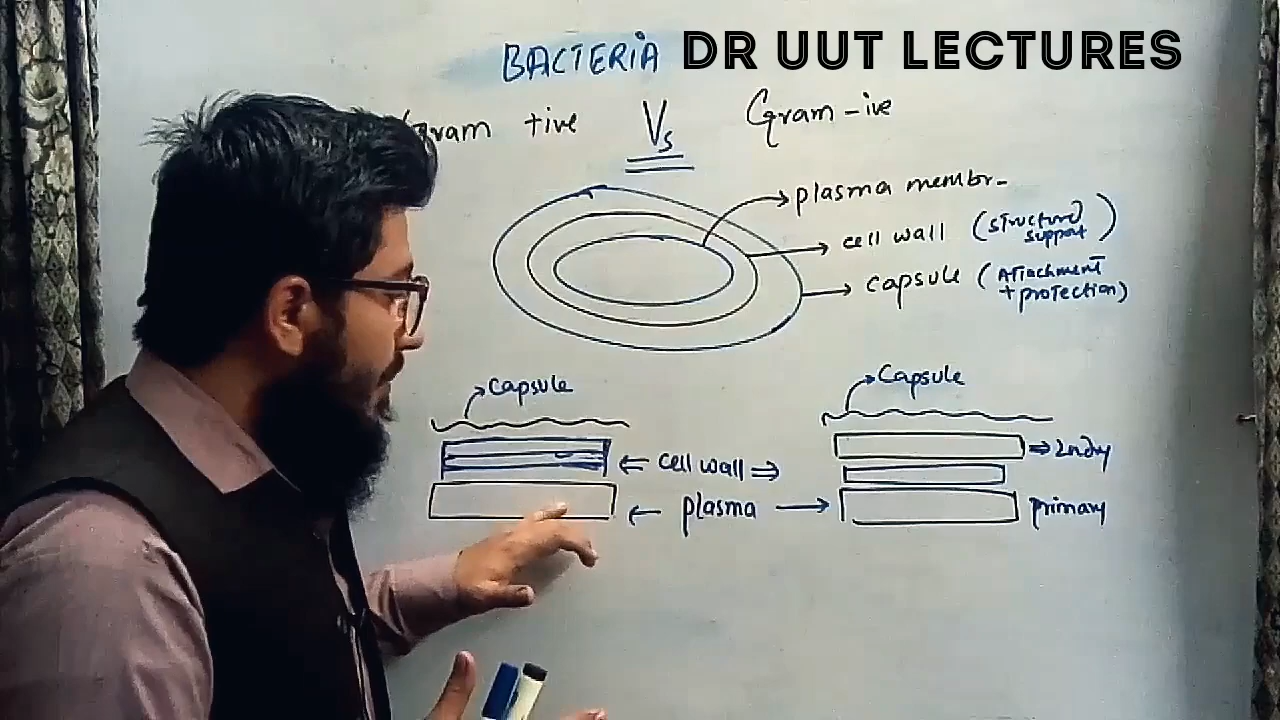 BACTERIA DR UUT LECTURES
Gram +ive Vs Gram -ive
plasma membr-
cell wall (structural support)
capsule (Attachment + protection)
Capsule
Capsule
← cell wall ⇒
⇒ 2ndry
← plasma →
primary